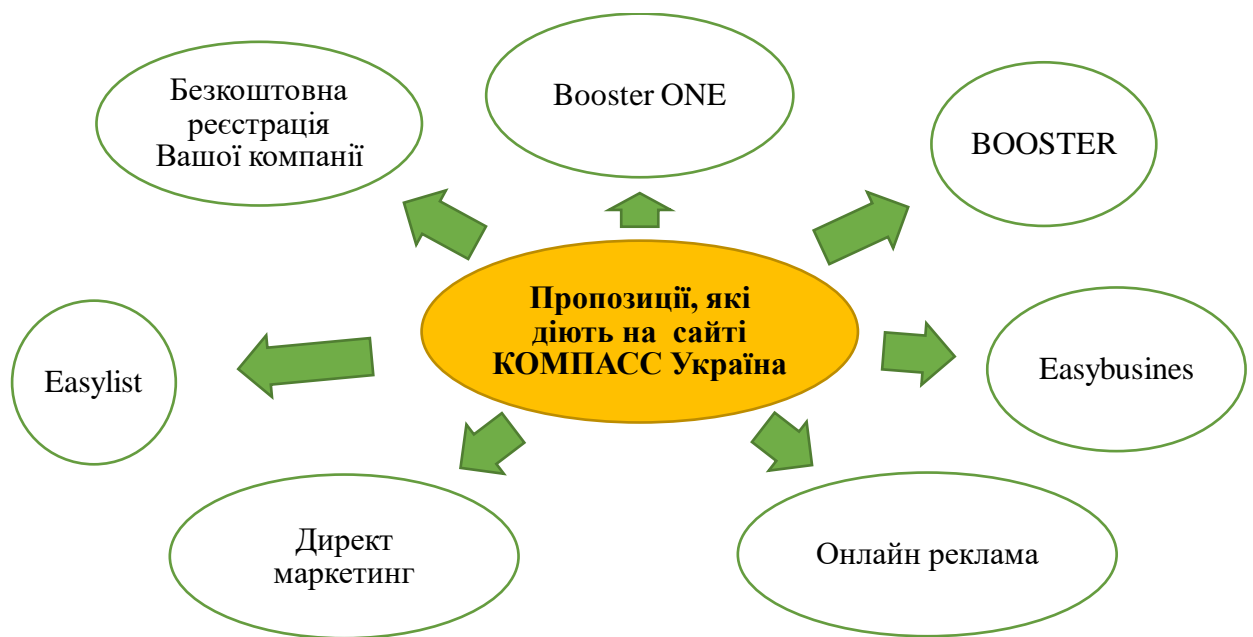 Безкоштовна
реєстрація
Вашої компанії
Booster ONE
BOOSTER
Пропозиції, які
діють на сайті
КОМПАСС Україна
Easylist
Easybusines
Директ
маркетинг
Онлайн реклама